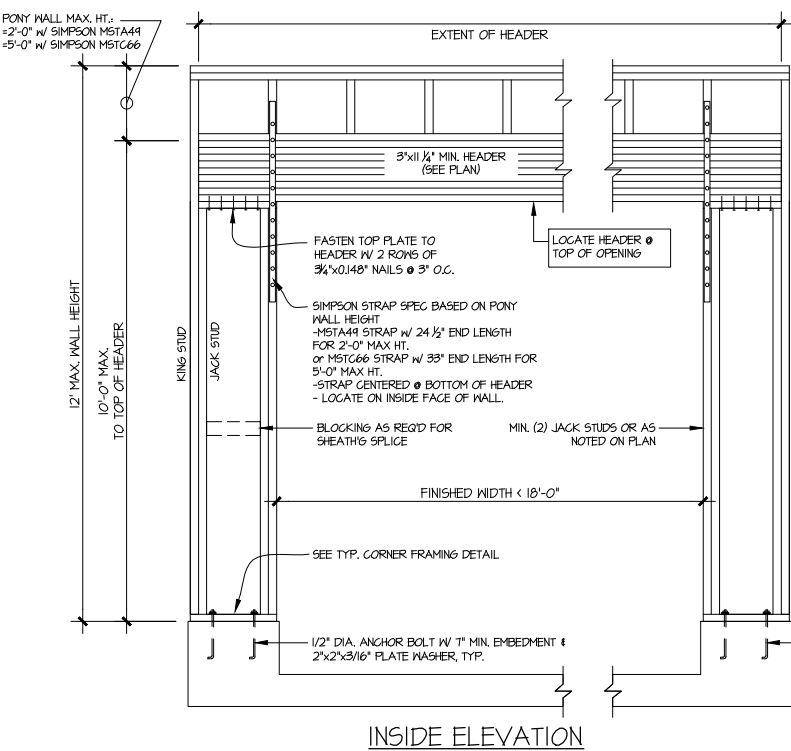 PONY WALL MAX. HT.:
=2'-0" W/ SIMPSON MSTA49
=5'-0" W/ SIMPSON MSTC66
EXTENT OF HEADER
3"x11 1/4" MIN. HEADER
(SEE PLAN)
FASTEN TOP PLATE TO
HEADER W/ 2 ROWS OF
3 1/4"x0.148" NAILS @ 3" O.C.
LOCATE HEADER @
TOP OF OPENING
SIMPSON STRAP SPEC BASED ON PONY
WALL HEIGHT
-MSTA49 STRAP W/ 24 1/2" END LENGTH
FOR 2'-0" MAX HT.
or MSTC66 STRAP W/ 33" END LENGTH FOR
5'-0" MAX HT.
-STRAP CENTERED @ BOTTOM OF HEADER
- LOCATE ON INSIDE FACE OF WALL.
12' MAX. WALL HEIGHT
10'-0" MAX.
TO TOP OF HEADER
KING STUD
JACK STUD
BLOCKING AS REQ'D FOR
SHEATH'G SPLICE
MIN. (2) JACK STUDS OR AS
NOTED ON PLAN
FINISHED WIDTH < 18'-0"
SEE TYP. CORNER FRAMING DETAIL
1/2" DIA. ANCHOR BOLT W/ 7" MIN. EMBEDMENT &
2"x2"x3/16" PLATE WASHER, TYP.
INSIDE ELEVATION